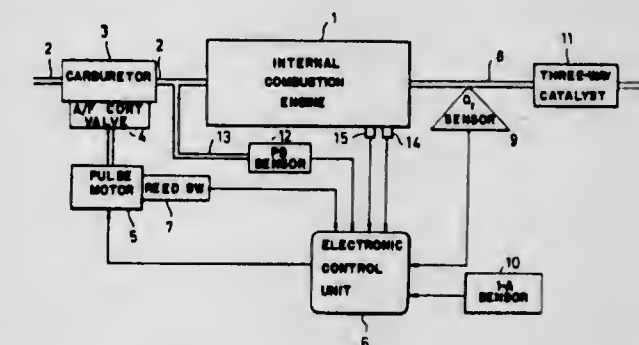 1
2
3
2
8
11
CARBURETOR
INTERNAL
COMBUSTION
ENGINE
THREE-WAY
CATALYST
A/F CONT
VALVE
4
13
12
15
14
O₂
SENSOR
9
PB
SENSOR
PULSE
MOTOR
REED SW
5
7
ELECTRONIC
CONTROL
UNIT
10
SENSOR
6